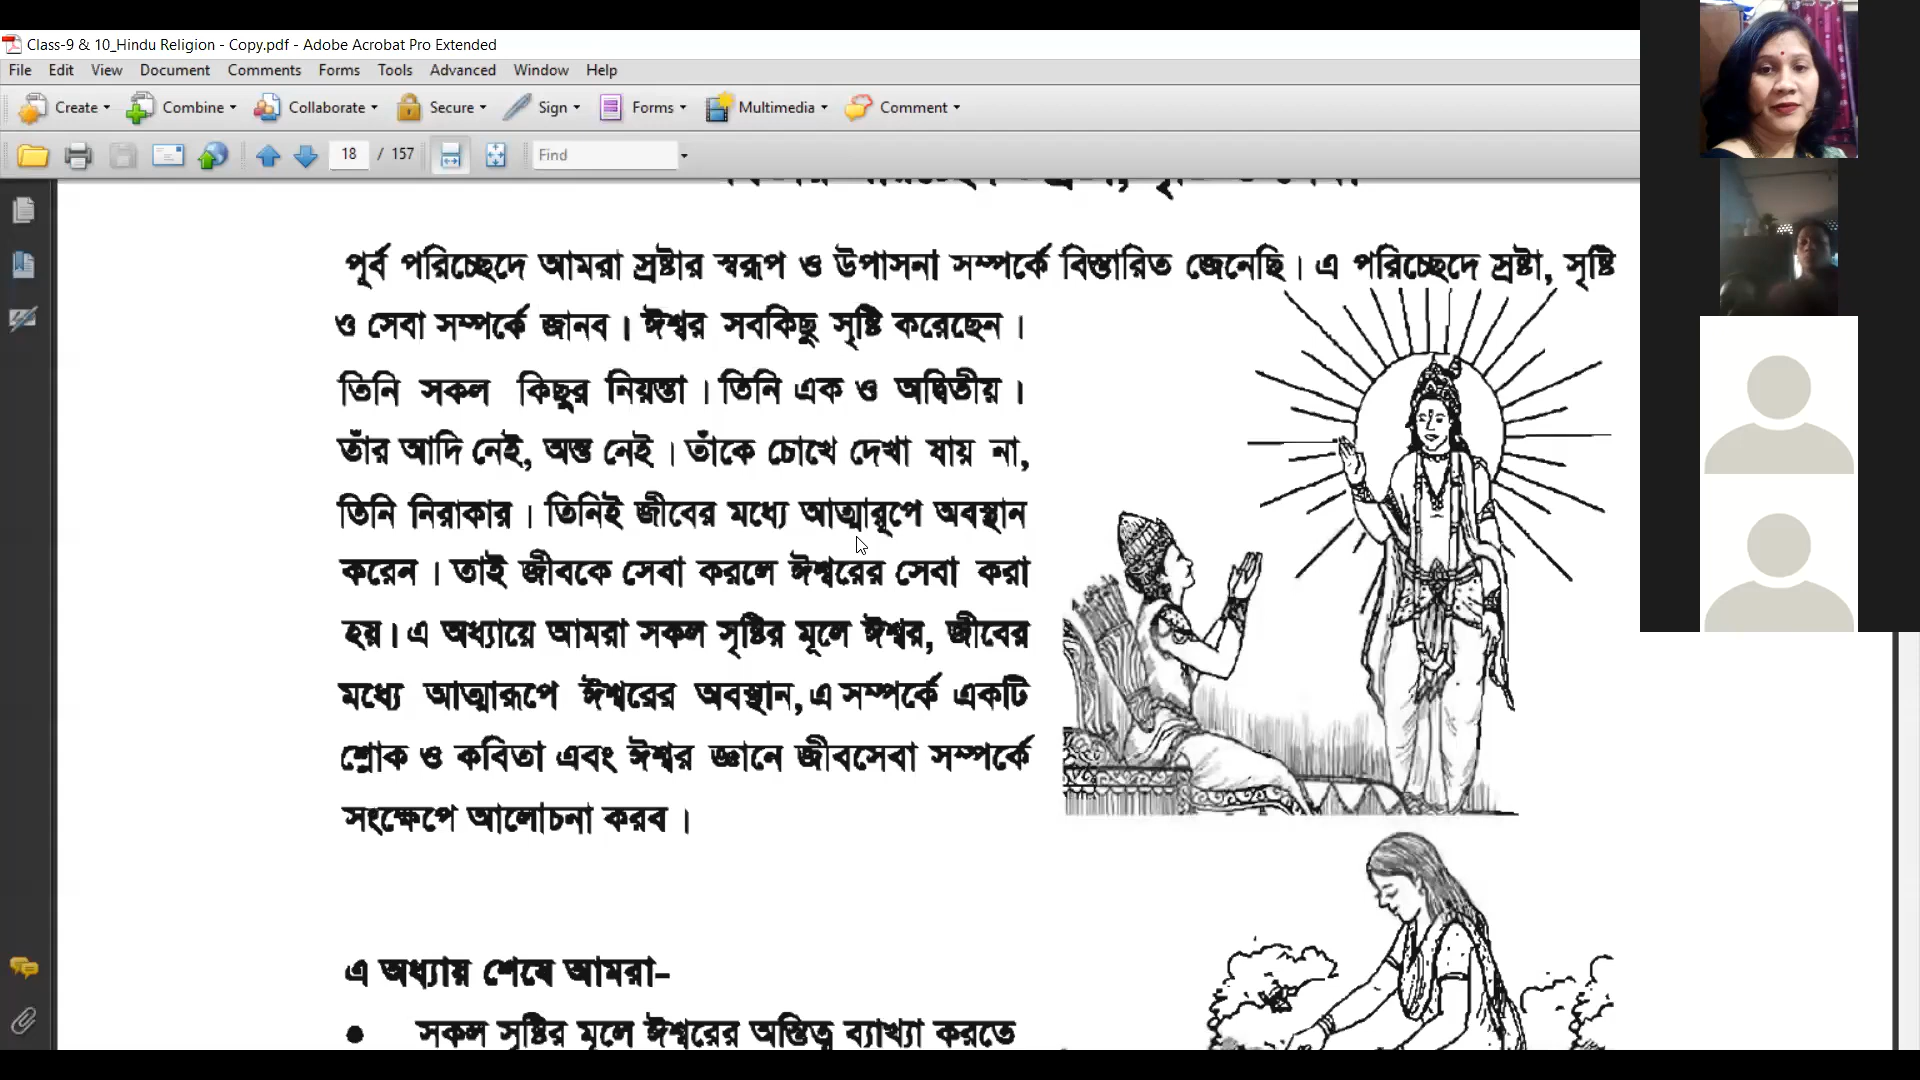 Class-9 & 10_Hindu Religion - Copy.pdf - Adobe Acrobat Pro Extended
File Edit View Document Comments Forms Tools Advanced Window Help
Create Combine Collaborate Secure Sign Forms Multimedia Comment
18 / 157 Find
পূর্ব পরিচ্ছেদে আমরা স্রষ্টার স্বরূপ ও উপাসনা সম্পর্কে বিস্তারিত জেনেছি। এ পরিচ্ছেদে স্রষ্টা, সৃষ্টি
ও সেবা সম্পর্কে জানব। ঈশ্বর সবকিছু সৃষ্টি করেছেন।
তিনি সকল কিছুর নিয়ন্তা। তিনি এক ও অদ্বিতীয়।
তাঁর আদি নেই, অন্ত নেই। তাঁকে চোখে দেখা যায় না,
তিনি নিরাকার। তিনিই জীবের মধ্যে আত্মারূপে অবস্থান
করেন। তাই জীবকে সেবা করলে ঈশ্বরের সেবা করা
হয়। এ অধ্যায়ে আমরা সকল সৃষ্টির মূলে ঈশ্বর, জীবের
মধ্যে আত্মারূপে ঈশ্বরের অবস্থান, এ সম্পর্কে একটি
শ্লোক ও কবিতা এবং ঈশ্বর জ্ঞানে জীবসেবা সম্পর্কে
সংক্ষেপে আলোচনা করব।
এ অধ্যায় শেষে আমরা-
● সকল সৃষ্টির মূলে ঈশ্বরের অস্তিত্ব ব্যাখ্যা করতে